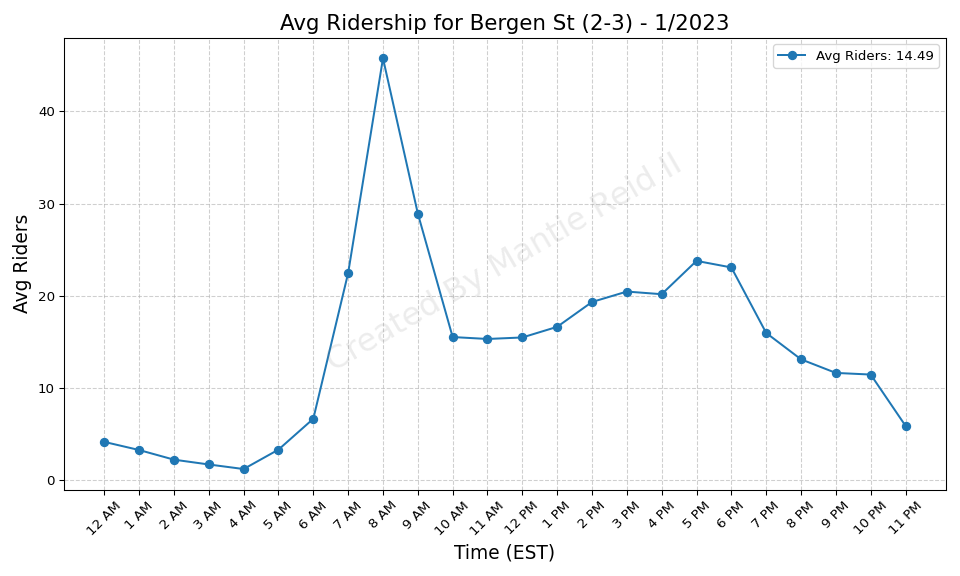 Avg Ridership for Bergen St (2-3) - 1/2023
Avg Riders: 14.49
Avg Riders
40
30
20
10
0
Created By Mantie Reid II
12 AM
1 AM
2 AM
3 AM
4 AM
5 AM
6 AM
7 AM
8 AM
9 AM
10 AM
11 AM
12 PM
1 PM
2 PM
3 PM
4 PM
5 PM
6 PM
7 PM
8 PM
9 PM
10 PM
11 PM
Time (EST)